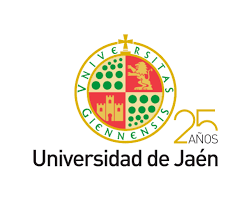 VNIVERSITAS
GIENNENSIS
25
AÑOS
Universidad de Jaén